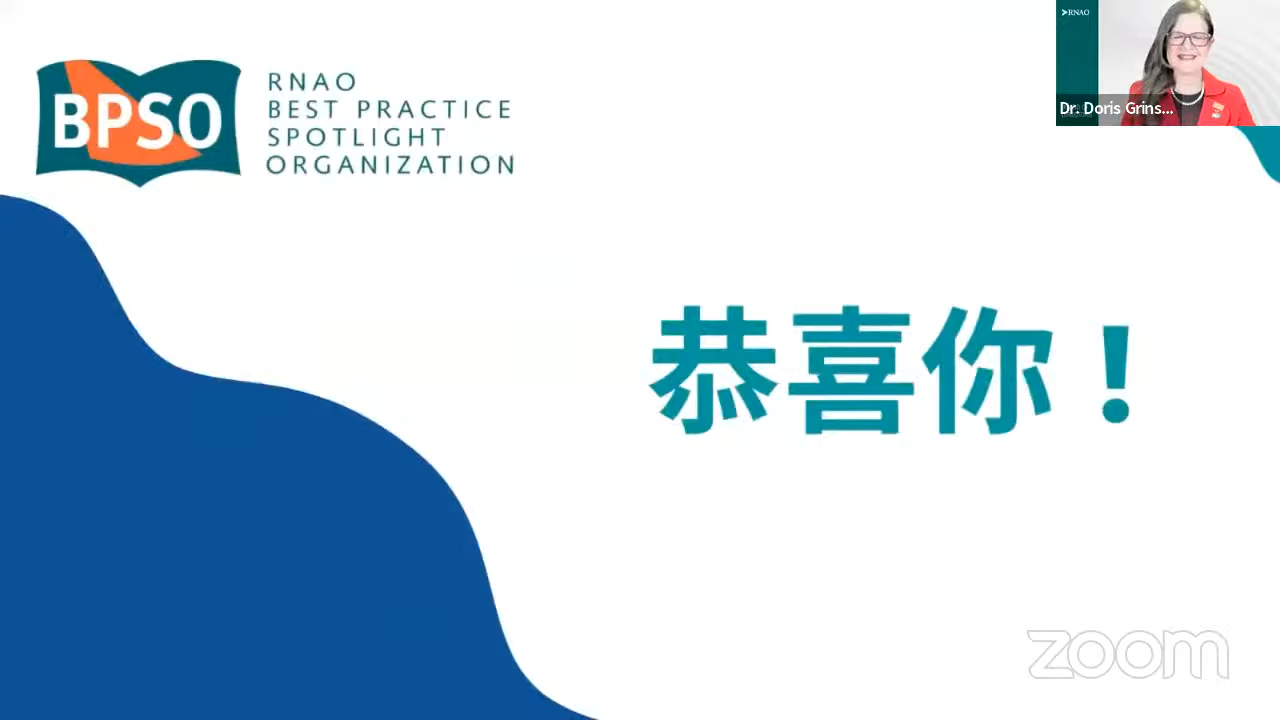 BPSO
RNAO
BEST PRACTICE
SPOTLIGHT
ORGANIZATION
RNAO
Dr. Doris Grins...
恭喜你！
zoom